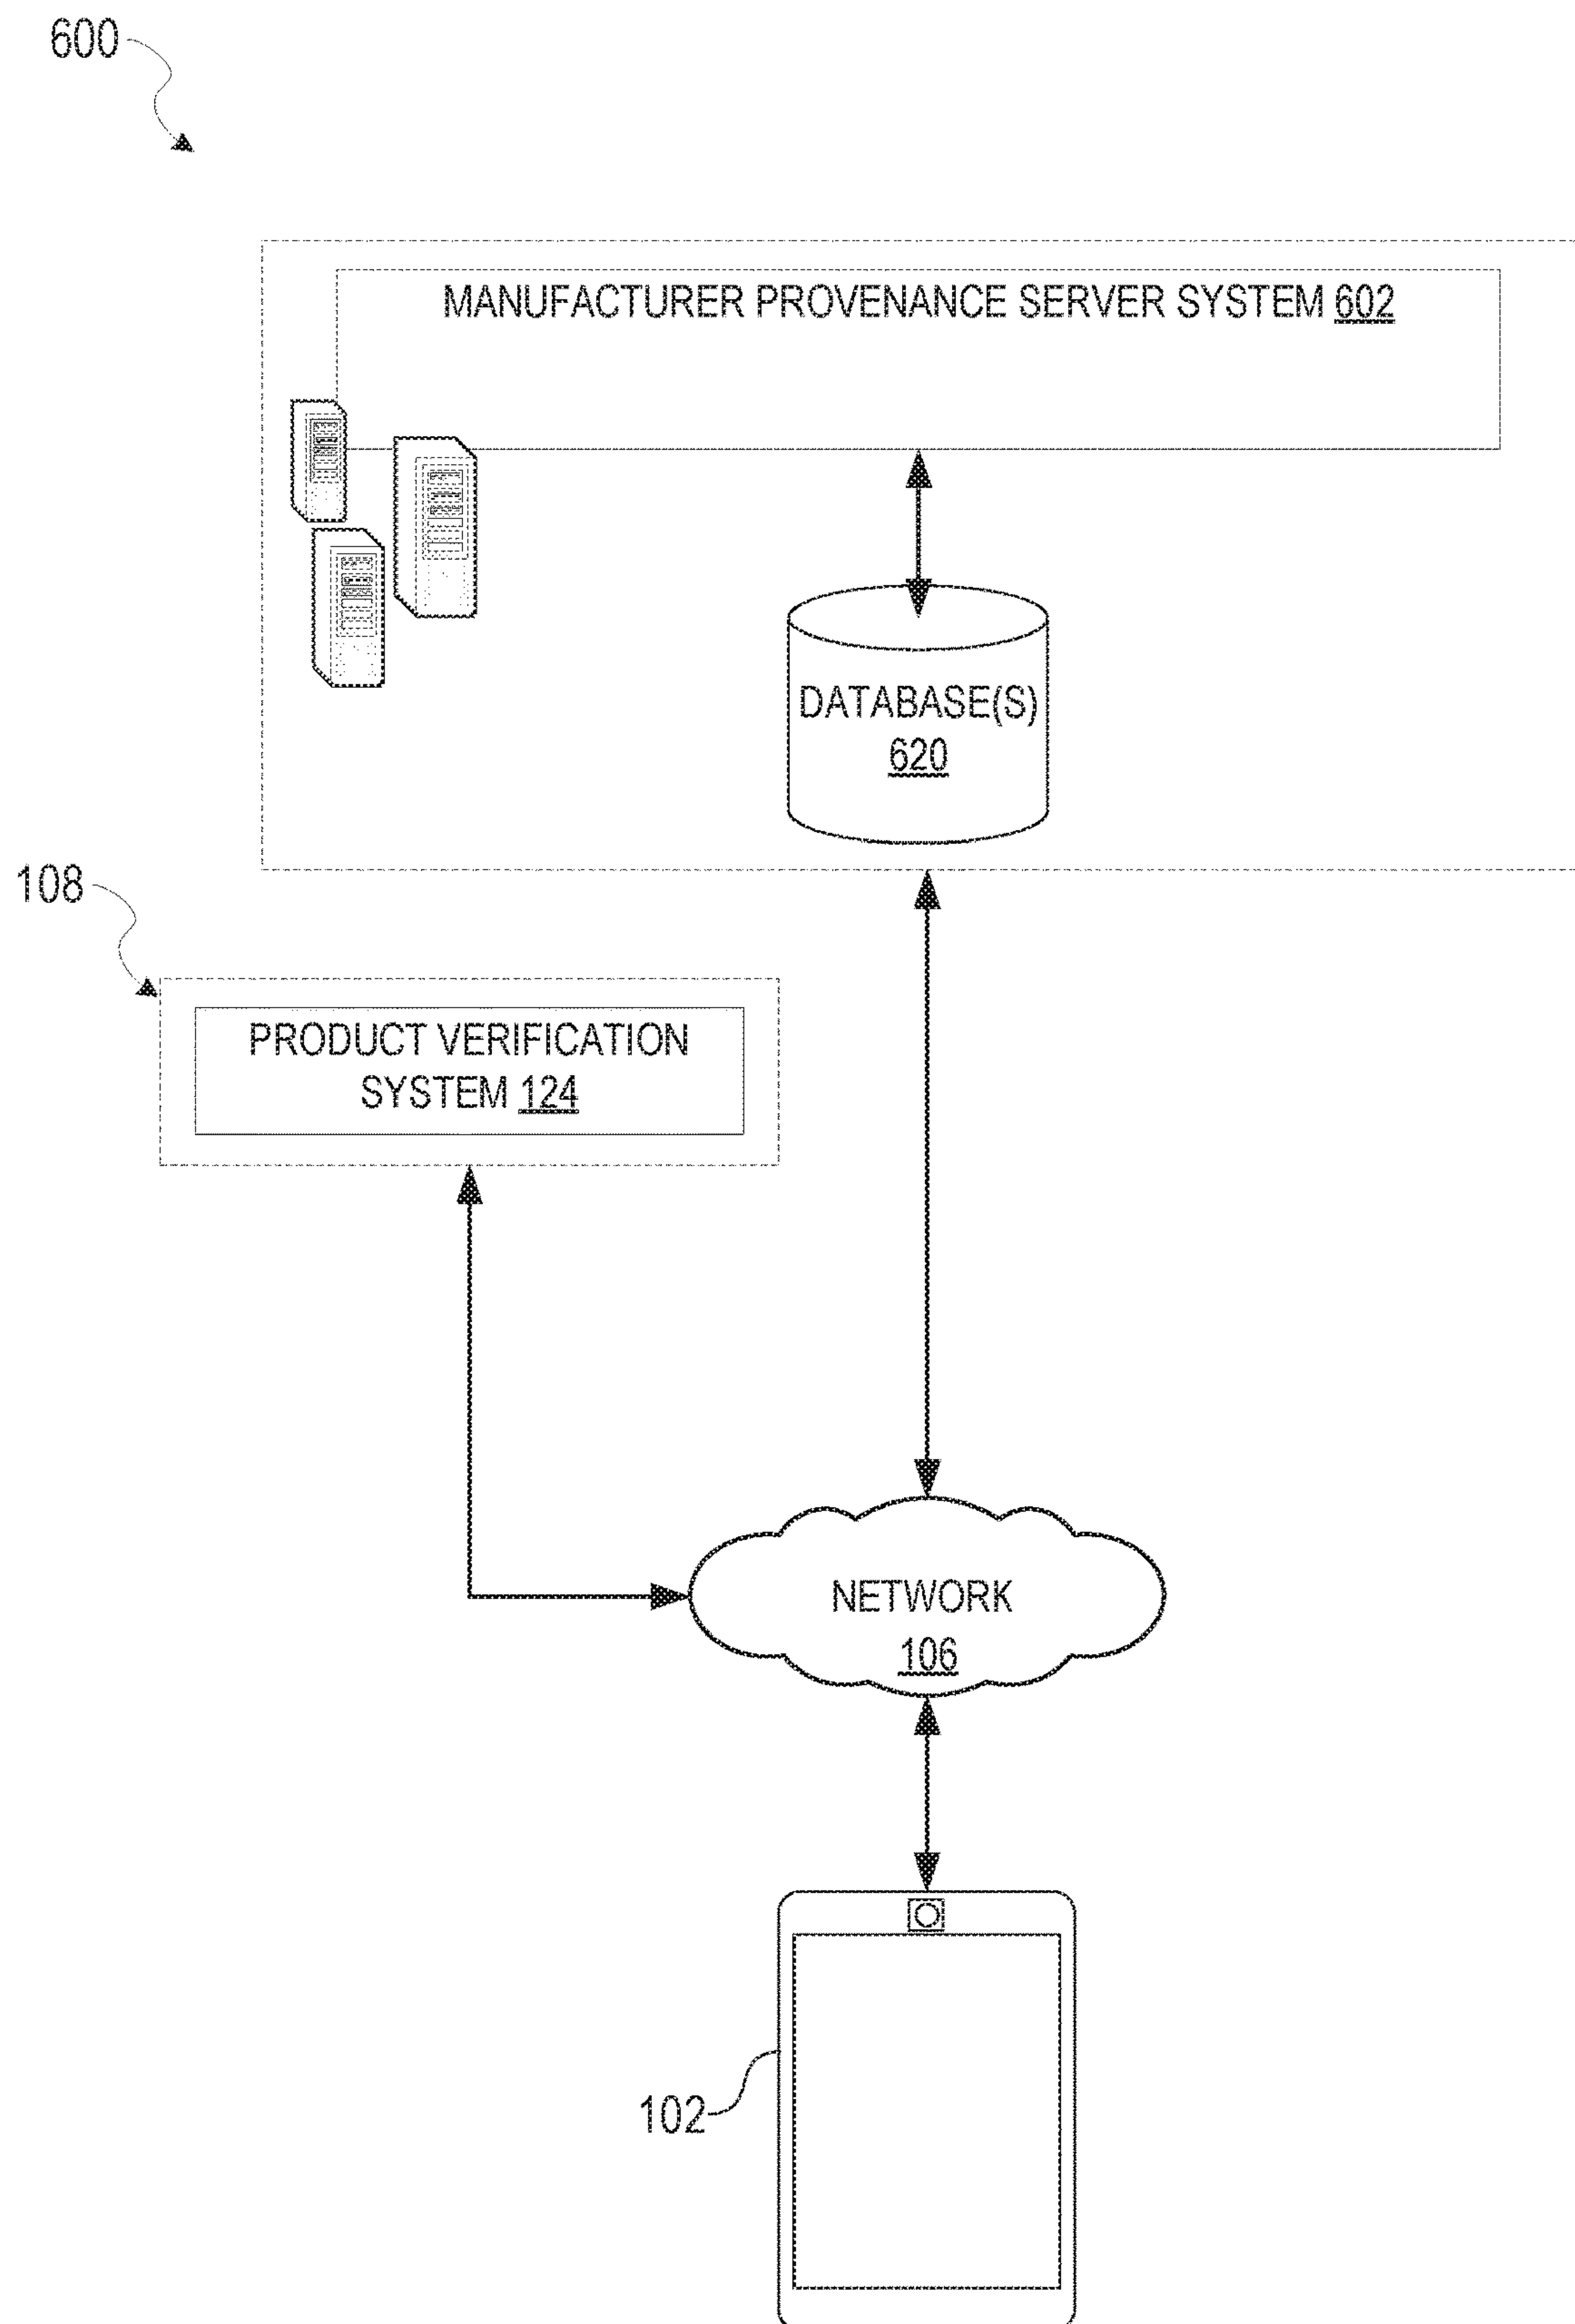 600
MANUFACTURER PROVENANCE SERVER SYSTEM 602
DATABASE(S)
620
108
PRODUCT VERIFICATION
SYSTEM 124
NETWORK
106
102